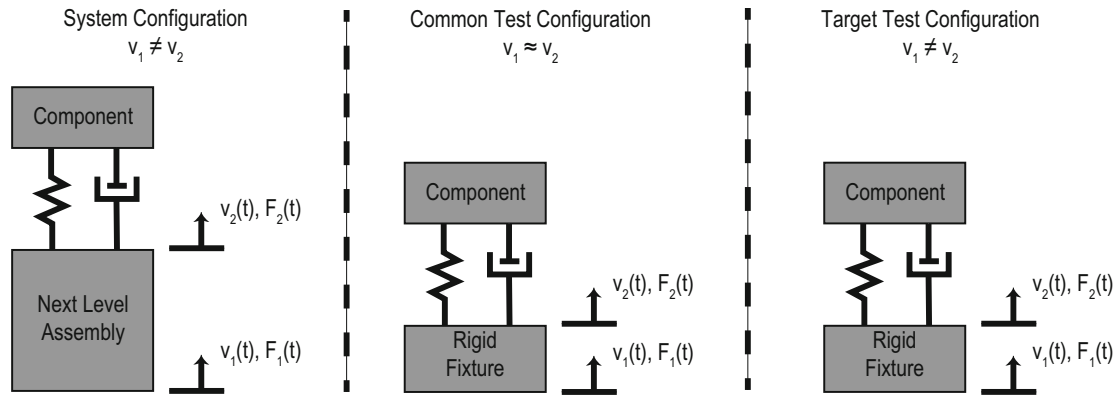 System Configuration
v₁ ≠ v₂
Component
v₂(t), F₂(t)
Next Level
Assembly
v₁(t), F₁(t)
Common Test Configuration
v₁ ≈ v₂
Component
v₂(t), F₂(t)
Rigid
Fixture
v₁(t), F₁(t)
Target Test Configuration
v₁ ≠ v₂
Component
v₂(t), F₂(t)
Rigid
Fixture
v₁(t), F₁(t)